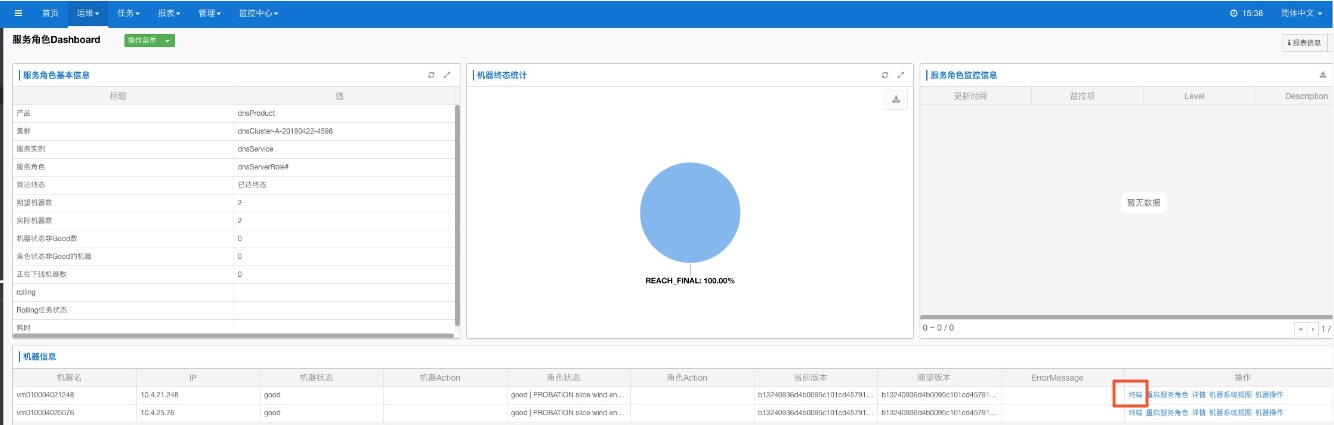 首页 运维 任务 报表 管理 监控中心 15:38 简体中文
服务角色Dashboard 操作菜单 报表信息
服务角色基本信息 机器终态统计 服务角色监控信息
标题 值 更新时间 监控项 Level Description
产品 dnsProduct
集群 dnsCluster-A-20190422-4598
服务实例 dnsService
服务角色 dnsServerRole#
到达终态 已达终态
期望机器数 2
实际机器数 2
机器状态非Good数 0
角色状态非Good的机器 0
正在下线机器数 0
rolling
Rolling任务状态
耗时
REACH_FINAL: 100.00%
暂无数据
0 ~ 0 / 0 « ‹ 1 /
机器信息
机器名 IP 机器状态 机器Action 角色状态 角色Action 当前版本 期望版本 ErrorMessage 操作
vm010004021248 10.4.21.248 good good | PROBATION slice wind en... b13240936d4b0095c101cd45791... b13240936d4b0095c101cd45791... 终端 重启服务角色 详情 机器系统视图 机器操作
vm010004025076 10.4.25.76 good good | PROBATION slice wind en... b13240936d4b0095c101cd45791... b13240936d4b0095c101cd45791... 终端 重启服务角色 详情 机器系统视图 机器操作